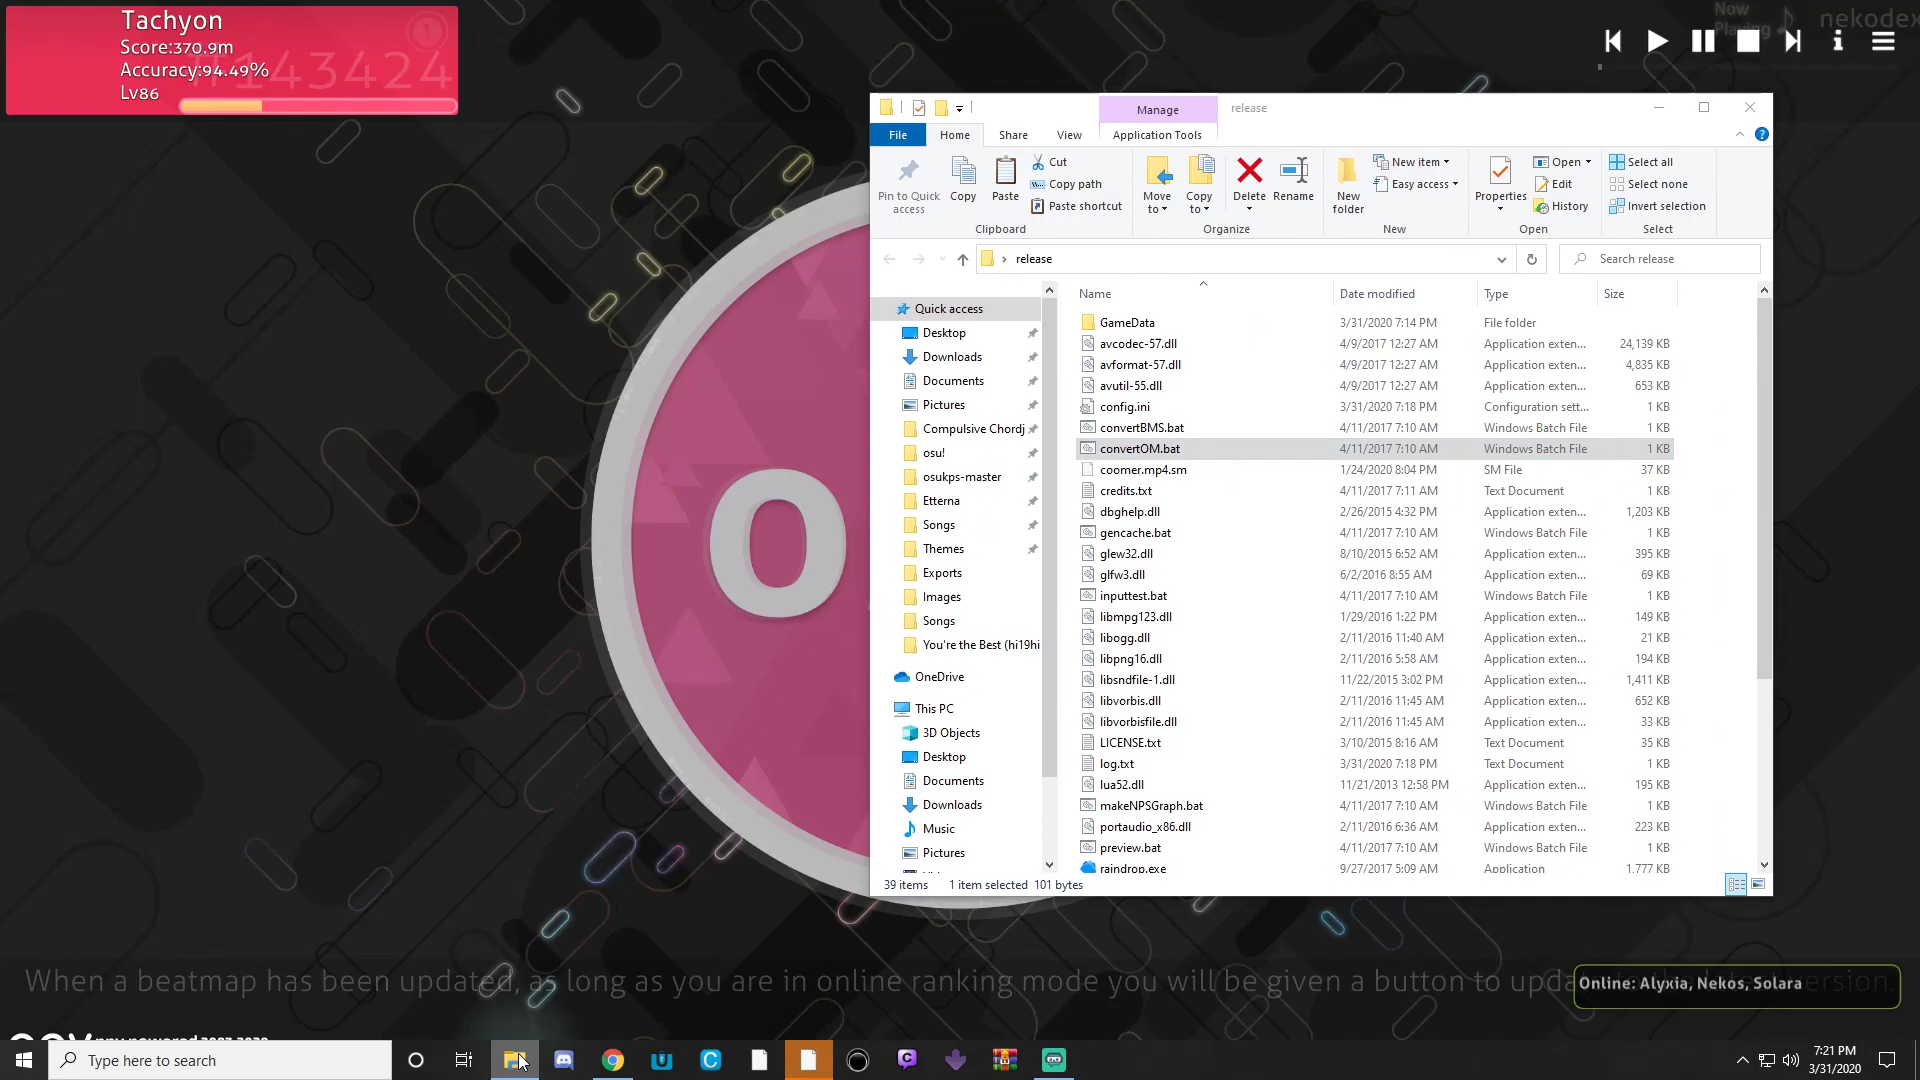 Tachyon
Score:370.9m
Accuracy:94.49%
Lv86
#143424
1
Now
Playing
nekodex
Manage
release
File
Home
Share
View
Application Tools
Pin to Quick
access
Copy
Paste
Cut
Copy path
Paste shortcut
Clipboard
Move
to
Copy
to
Delete
Rename
Organize
New
folder
New item
Easy access
New
Properties
Open
Edit
History
Open
Select all
Select none
Invert selection
Select
release
Search release
Quick access
Desktop
Downloads
Documents
Pictures
Compulsive Chordj
osu!
osukps-master
Etterna
Songs
Themes
Exports
Images
Songs
You're the Best (hi19hi
OneDrive
This PC
3D Objects
Desktop
Documents
Downloads
Music
Pictures
Name Date modified Type Size
GameData 3/31/2020 7:14 PM File folder
avcodec-57.dll 4/9/2017 12:27 AM Application exten... 24,139 KB
avformat-57.dll 4/9/2017 12:27 AM Application exten... 4,835 KB
avutil-55.dll 4/9/2017 12:27 AM Application exten... 653 KB
config.ini 3/31/2020 7:18 PM Configuration sett... 1 KB
convertBMS.bat 4/11/2017 7:10 AM Windows Batch File 1 KB
convertOM.bat 4/11/2017 7:10 AM Windows Batch File 1 KB
coomer.mp4.sm 1/24/2020 8:04 PM SM File 37 KB
credits.txt 4/11/2017 7:11 AM Text Document 1 KB
dbghelp.dll 2/26/2015 4:32 PM Application exten... 1,203 KB
gencache.bat 4/11/2017 7:10 AM Windows Batch File 1 KB
glew32.dll 8/10/2015 6:52 AM Application exten... 395 KB
glfw3.dll 6/2/2016 8:55 AM Application exten... 69 KB
inputtest.bat 4/11/2017 7:10 AM Windows Batch File 1 KB
libmpg123.dll 1/29/2016 1:22 PM Application exten... 149 KB
libogg.dll 2/11/2016 11:40 AM Application exten... 21 KB
libpng16.dll 2/11/2016 5:58 AM Application exten... 194 KB
libsndfile-1.dll 11/22/2015 3:02 PM Application exten... 1,411 KB
libvorbis.dll 2/11/2016 11:45 AM Application exten... 652 KB
libvorbisfile.dll 2/11/2016 11:45 AM Application exten... 33 KB
LICENSE.txt 3/10/2015 8:16 AM Text Document 35 KB
log.txt 3/31/2020 7:18 PM Text Document 1 KB
lua52.dll 11/21/2013 12:58 PM Application exten... 195 KB
makeNPSGraph.bat 4/11/2017 7:10 AM Windows Batch File 1 KB
portaudio_x86.dll 2/11/2016 6:36 AM Application exten... 223 KB
preview.bat 4/11/2017 7:10 AM Windows Batch File 1 KB
raindrop.exe 9/27/2017 5:09 AM Application 1,777 KB
39 items 1 item selected 101 bytes
o
When a beatmap has been updated, as long as you are in online ranking mode you will be given a button to
Online: Alyxia, Nekos, Solara
version.
Type here to search
7:21 PM
3/31/2020